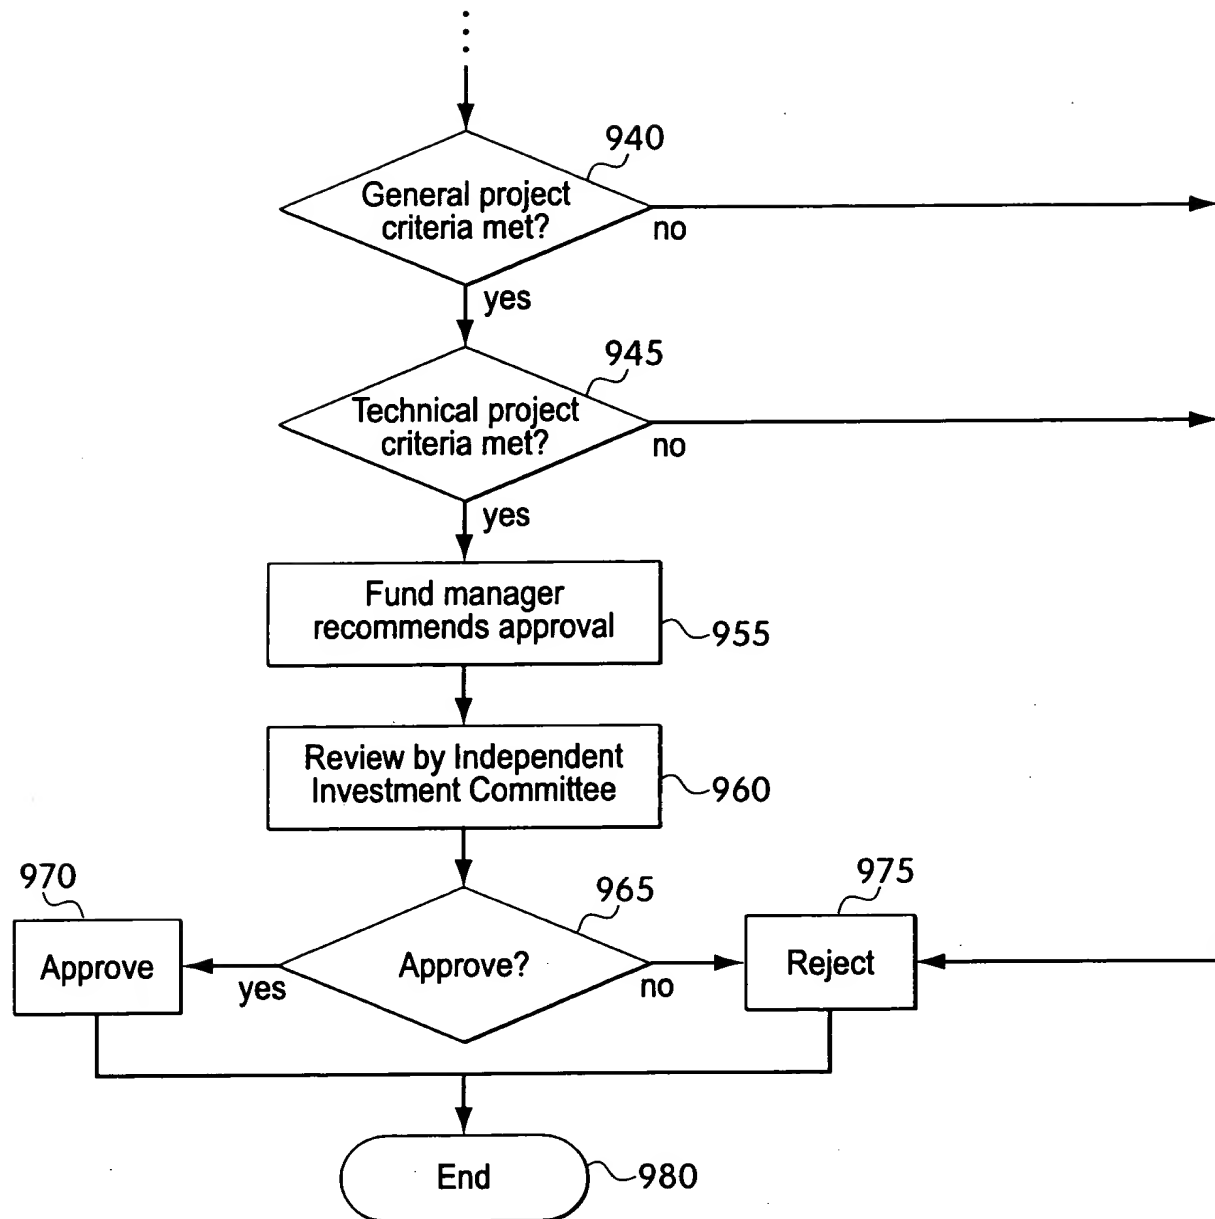 940
General project
criteria met?
no
yes
945
Technical project
criteria met?
no
yes
Fund manager
recommends approval
955
Review by Independent
Investment Committee
960
970
965
975
Approve
yes
Approve?
no
Reject
End
980